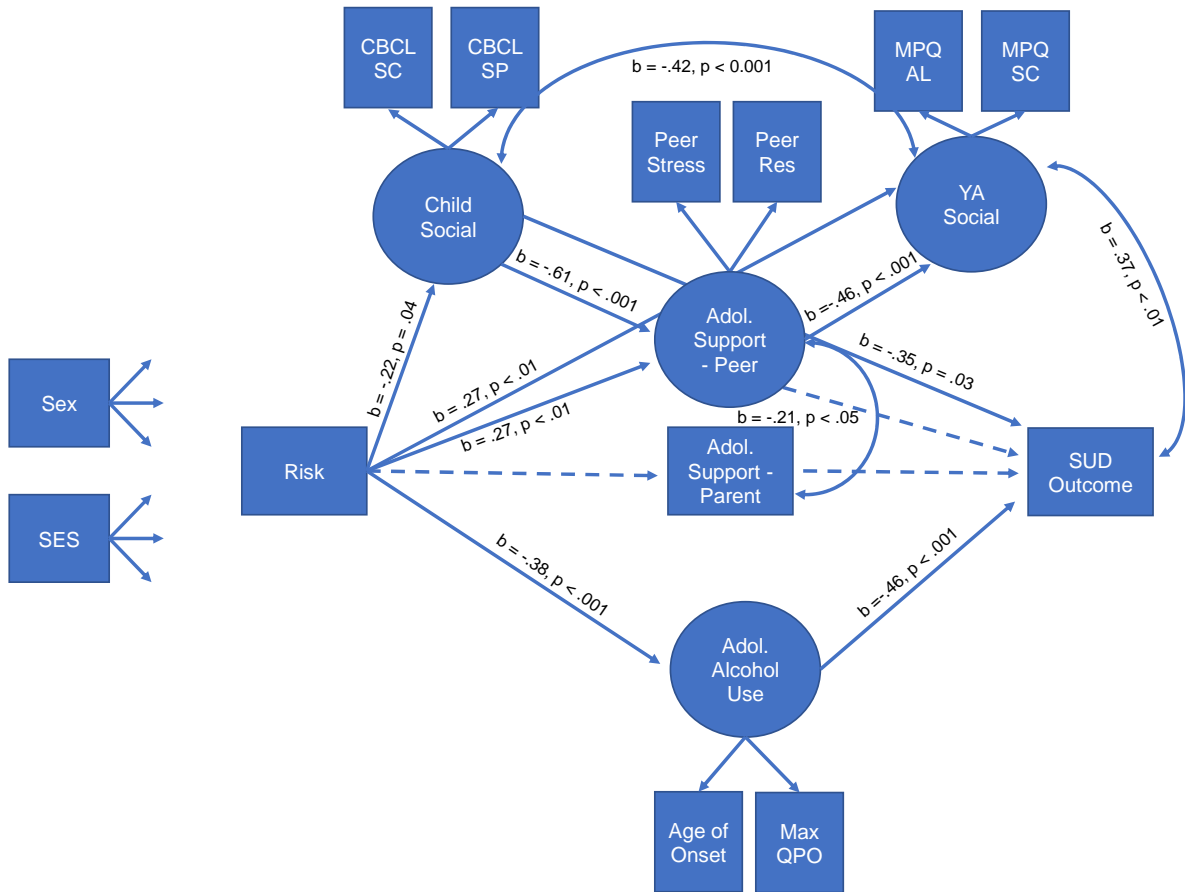 CBCL
SC
CBCL
SP
b = -.42, p < 0.001
MPQ
AL
MPQ
SC
Peer
Stress
Peer
Res
Child
Social
YA
Social
b = -.61, p < .001
b =-.46, p < .001
b = .37, p < .01
Adol.
Support
- Peer
b = -.22, p = .04
b = .27, p < .01
b = .27, p < .01
b = -.35, p = .03
b = -.21, p < .05
Sex
Risk
Adol.
Support -
Parent
SUD
Outcome
SES
b = -.38, p < .001
b =-.46, p < .001
Adol.
Alcohol
Use
Age of
Onset
Max
QPO